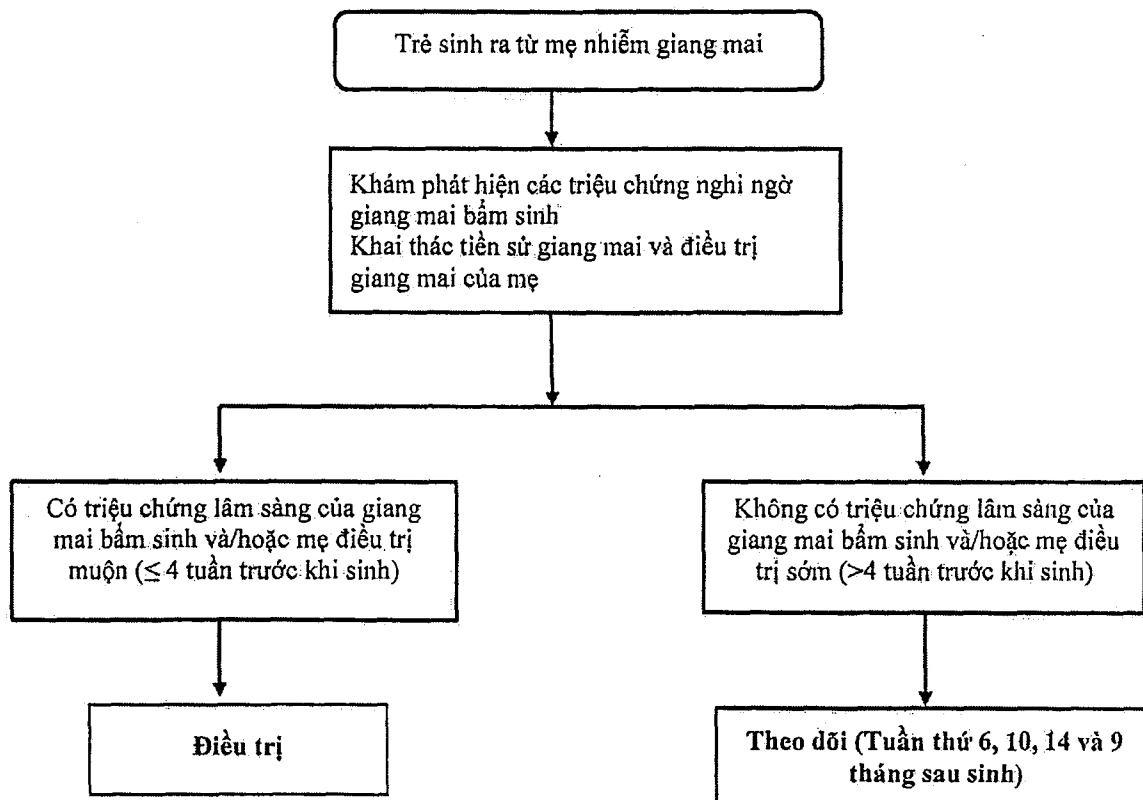 Trẻ sinh ra từ mẹ nhiễm giang mai
Khám phát hiện các triệu chứng nghi ngờ
giang mai bẩm sinh
Khai thác tiền sử giang mai và điều trị
giang mai của mẹ
Có triệu chứng lâm sàng của giang
mai bẩm sinh và/hoặc mẹ điều trị
muộn (≤ 4 tuần trước khi sinh)
Không có triệu chứng lâm sàng của
giang mai bẩm sinh và/hoặc mẹ điều
trị sớm (>4 tuần trước khi sinh)
Điều trị
Theo dõi (Tuần thứ 6, 10, 14 và 9
tháng sau sinh)